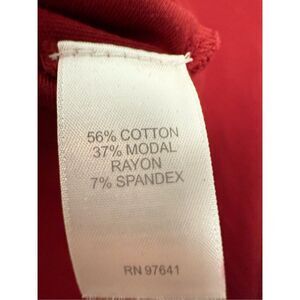 56% COTTON
37% MODAL
RAYON
7% SPANDEX
RN 97641